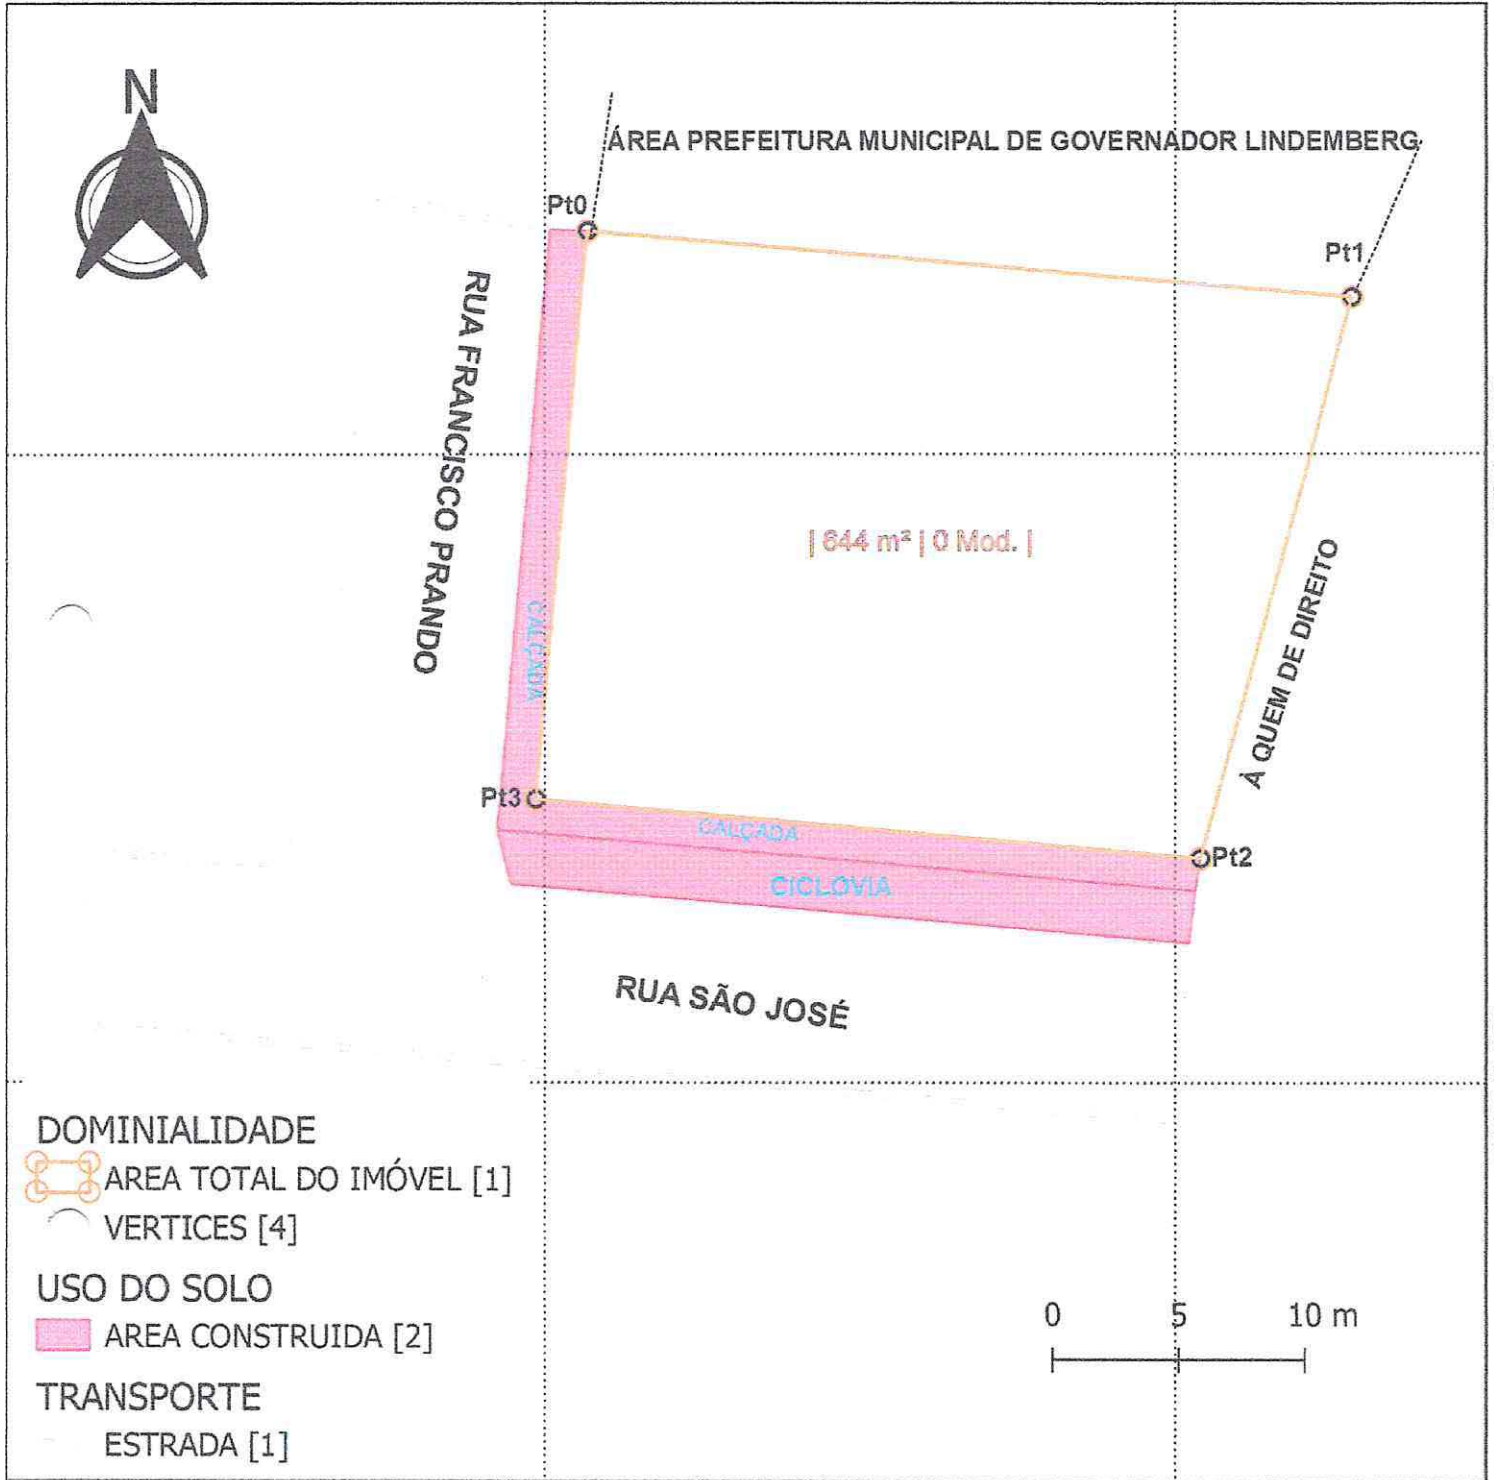 N
ÁREA PREFEITURA MUNICIPAL DE GOVERNADOR LINDEMBERG
Pt0
Pt1
RUA FRANCISCO PRANDO
| 644 m² | 0 Mod. |
À QUEM DE DIREITO
CALÇADA
Pt3
CALÇADA
Pt2
CICLOVIA
RUA SÃO JOSÉ
DOMINIALIDADE
AREA TOTAL DO IMÓVEL [1]
VERTICES [4]
USO DO SOLO
AREA CONSTRUIDA [2]
TRANSPORTE
ESTRADA [1]
0 5 10 m